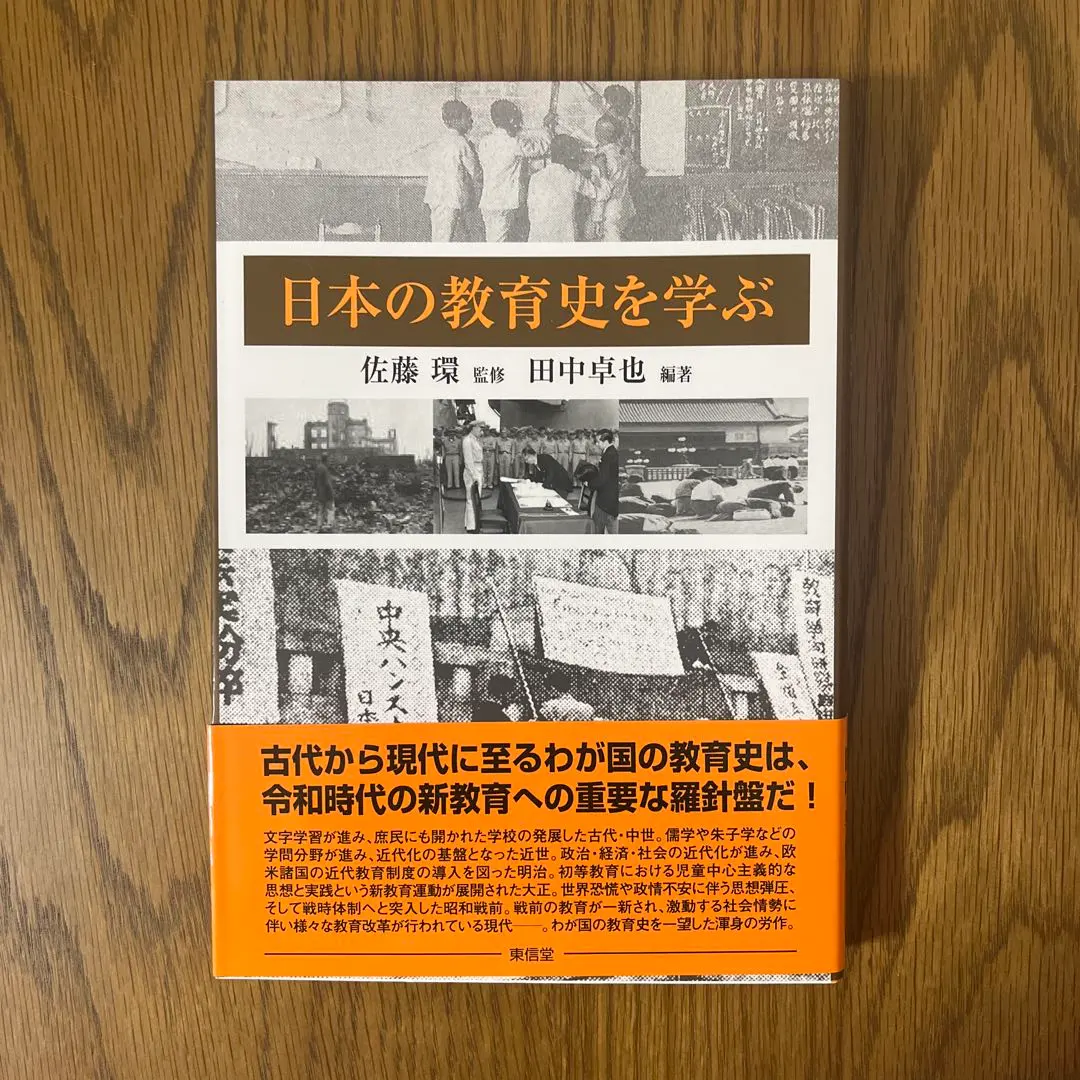 日本の教育史を学ぶ
佐藤 環 監修 田中卓也 編著
中央ハンスト
日本
古代から現代に至るわが国の教育史は、
令和時代の新教育への重要な羅針盤だ！
文字学習が進み、庶民にも開かれた学校の発展した古代・中世。儒学や朱子学などの
学問分野が進み、近代化の基盤となった近世。政治・経済・社会の近代化が進み、欧
米諸国の近代教育制度の導入を図った明治。初等教育における児童中心主義的な
思想と実践という新教育運動が展開された大正。世界恐慌や政情不安に伴う思想弾圧、
そして戦時体制へと突入した昭和戦前。戦前の教育が一新され、激動する社会情勢に
伴い様々な教育改革が行われている現代――。わが国の教育史を一望した渾身の労作。
東信堂